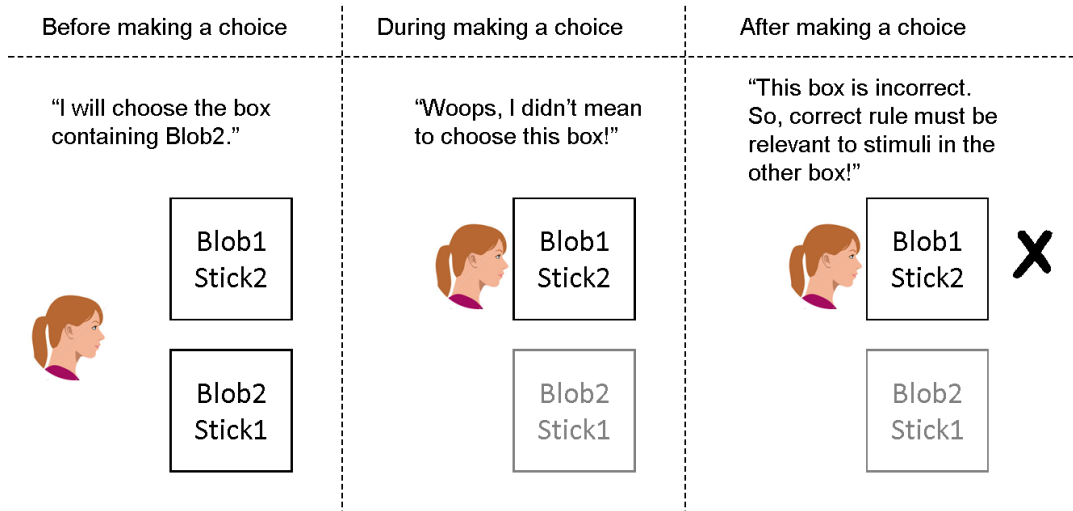 Before making a choice
During making a choice
After making a choice
“I will choose the box
containing Blob2.”
“Woops, I didn’t mean
to choose this box!”
“This box is incorrect.
So, correct rule must be
relevant to stimuli in the
other box!”
Blob1
Stick2
Blob2
Stick1
Blob1
Stick2
Blob2
Stick1
Blob1
Stick2
Blob2
Stick1